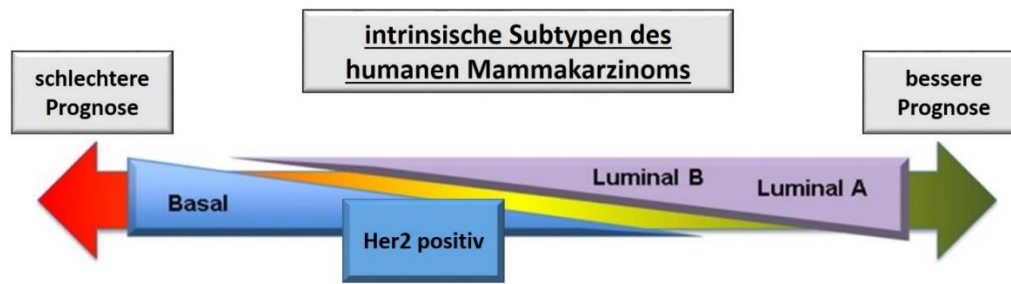 intrinsische Subtypen des
humanen Mammakarzinoms
schlechtere
Prognose
bessere
Prognose
Basal
Her2 positiv
Luminal B
Luminal A